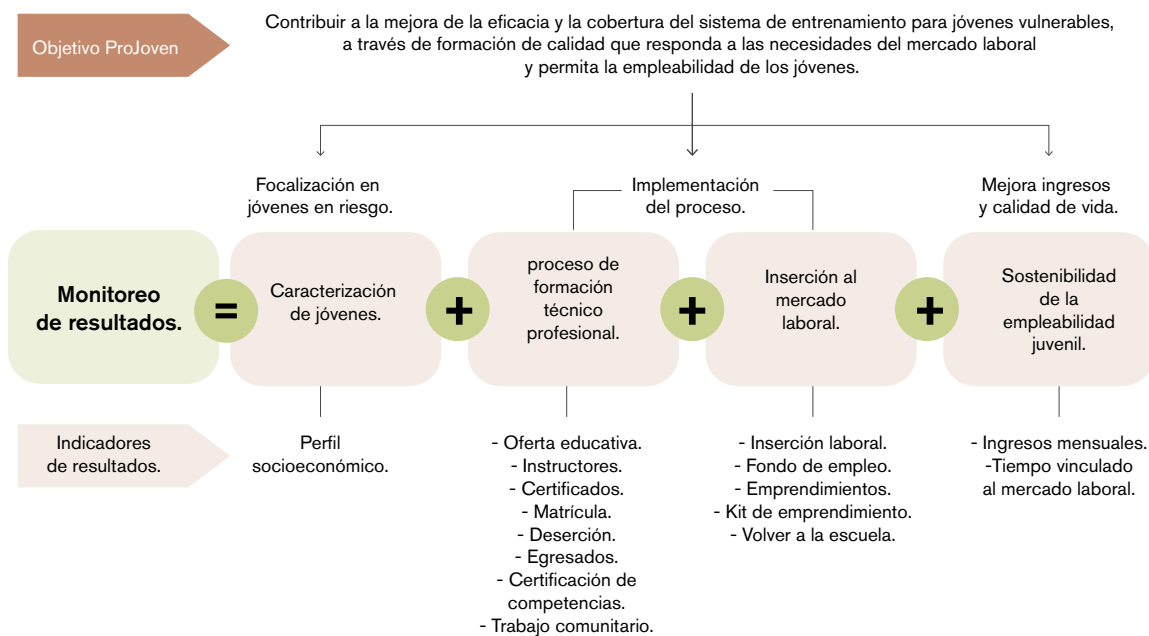 Objetivo ProJoven
Contribuir a la mejora de la eficacia y la cobertura del sistema de entrenamiento para jóvenes vulnerables,
a través de formación de calidad que responda a las necesidades del mercado laboral
y permita la empleabilidad de los jóvenes.
Focalización en
jóvenes en riesgo.
Implementación
del proceso.
Mejora ingresos
y calidad de vida.
Monitoreo
de resultados.
=
Caracterización
de jóvenes.
+
proceso de
formación
técnico
profesional.
+
Inserción al
mercado
laboral.
+
Sostenibilidad
de la
empleabilidad
juvenil.
Indicadores
de resultados.
Perfil
socioeconómico.
- Oferta educativa.
- Instructores.
- Certificados.
- Matrícula.
- Deserción.
- Egresados.
- Certificación de
competencias.
- Trabajo comunitario.
- Inserción laboral.
- Fondo de empleo.
- Emprendimientos.
- Kit de emprendimiento.
- Volver a la escuela.
- Ingresos mensuales.
-Tiempo vinculado
al mercado laboral.